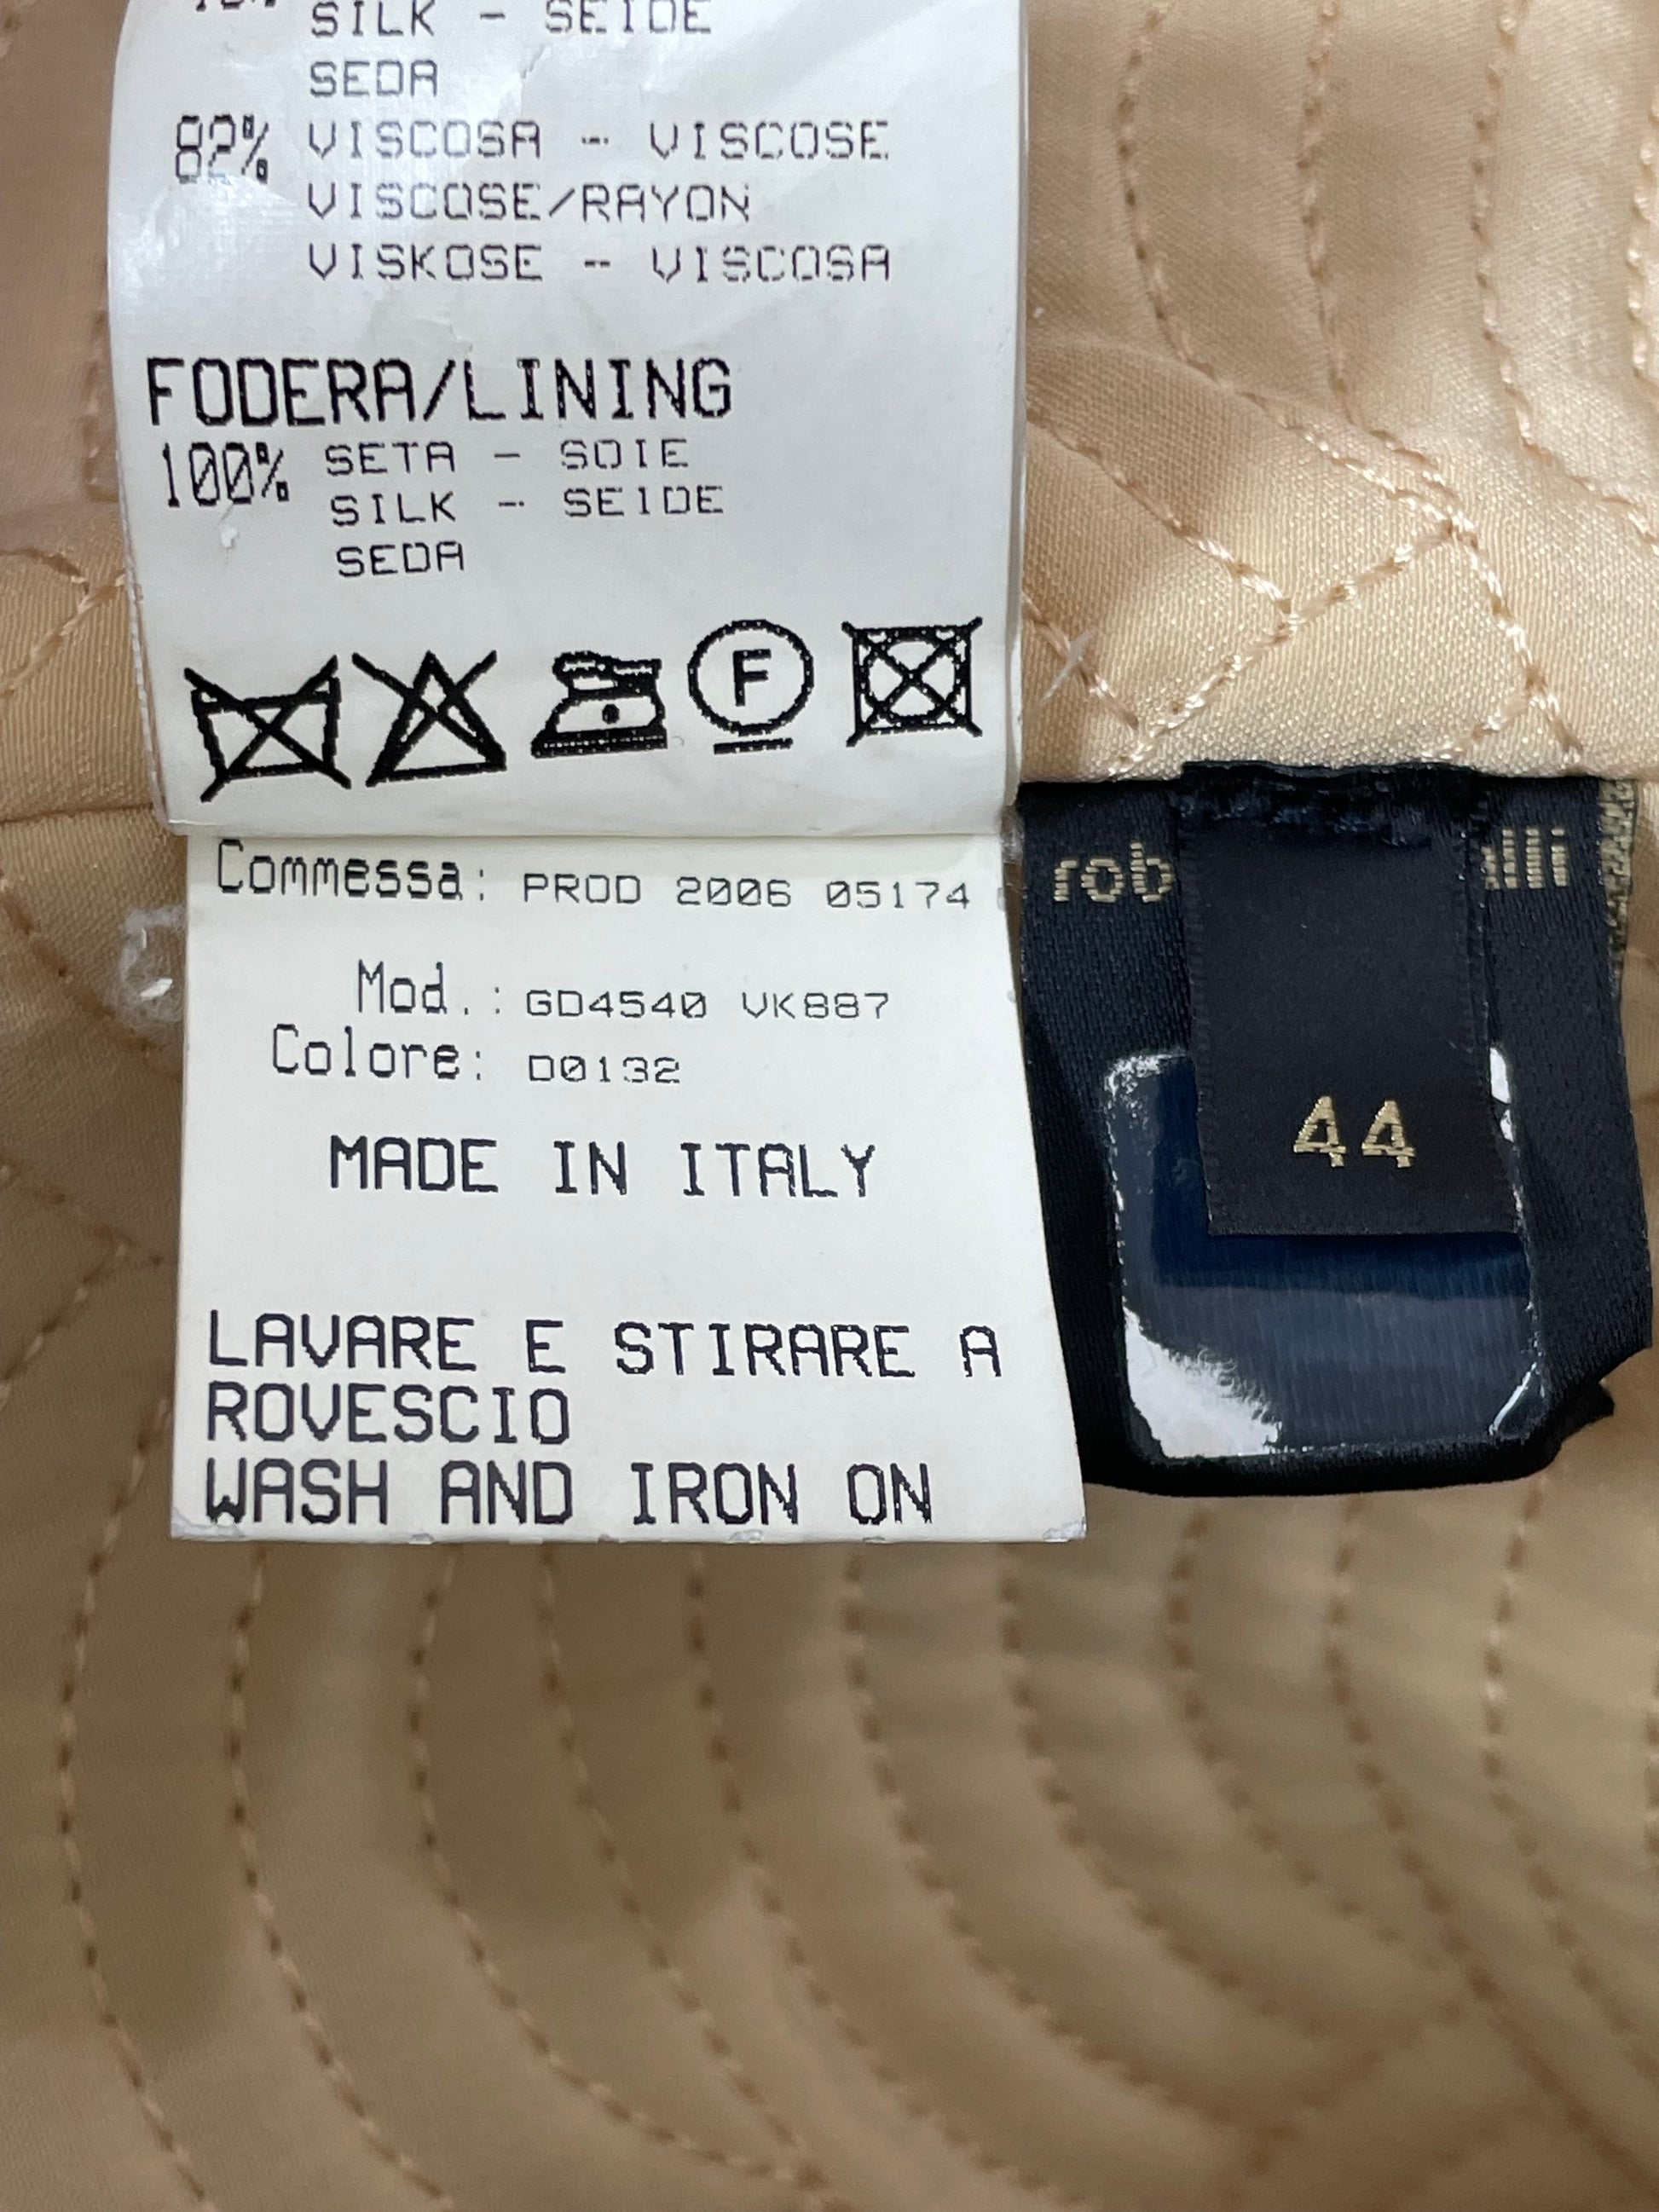 SILK - SEIDE
SEDA
82% VISCOSA - VISCOSE
VISCOSE/RAYON
VISKOSE - VISCOSA
FODERA/LINING
100% SETA - SOIE
SILK - SEIDE
SEDA
F
Commessa: PROD 2006 05174
Mod.: GD4540 VK887
Colore: D0132
MADE IN ITALY
LAVARE E STIRARE A
ROVESCIO
WASH AND IRON ON
rob lli
44